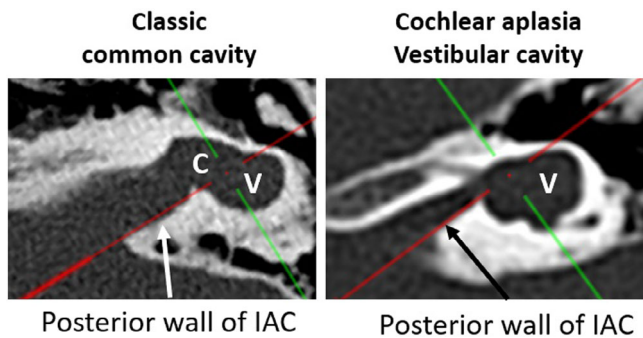 Classic
common cavity
Cochlear aplasia
Vestibular cavity
C
V
V
Posterior wall of IAC
Posterior wall of IAC